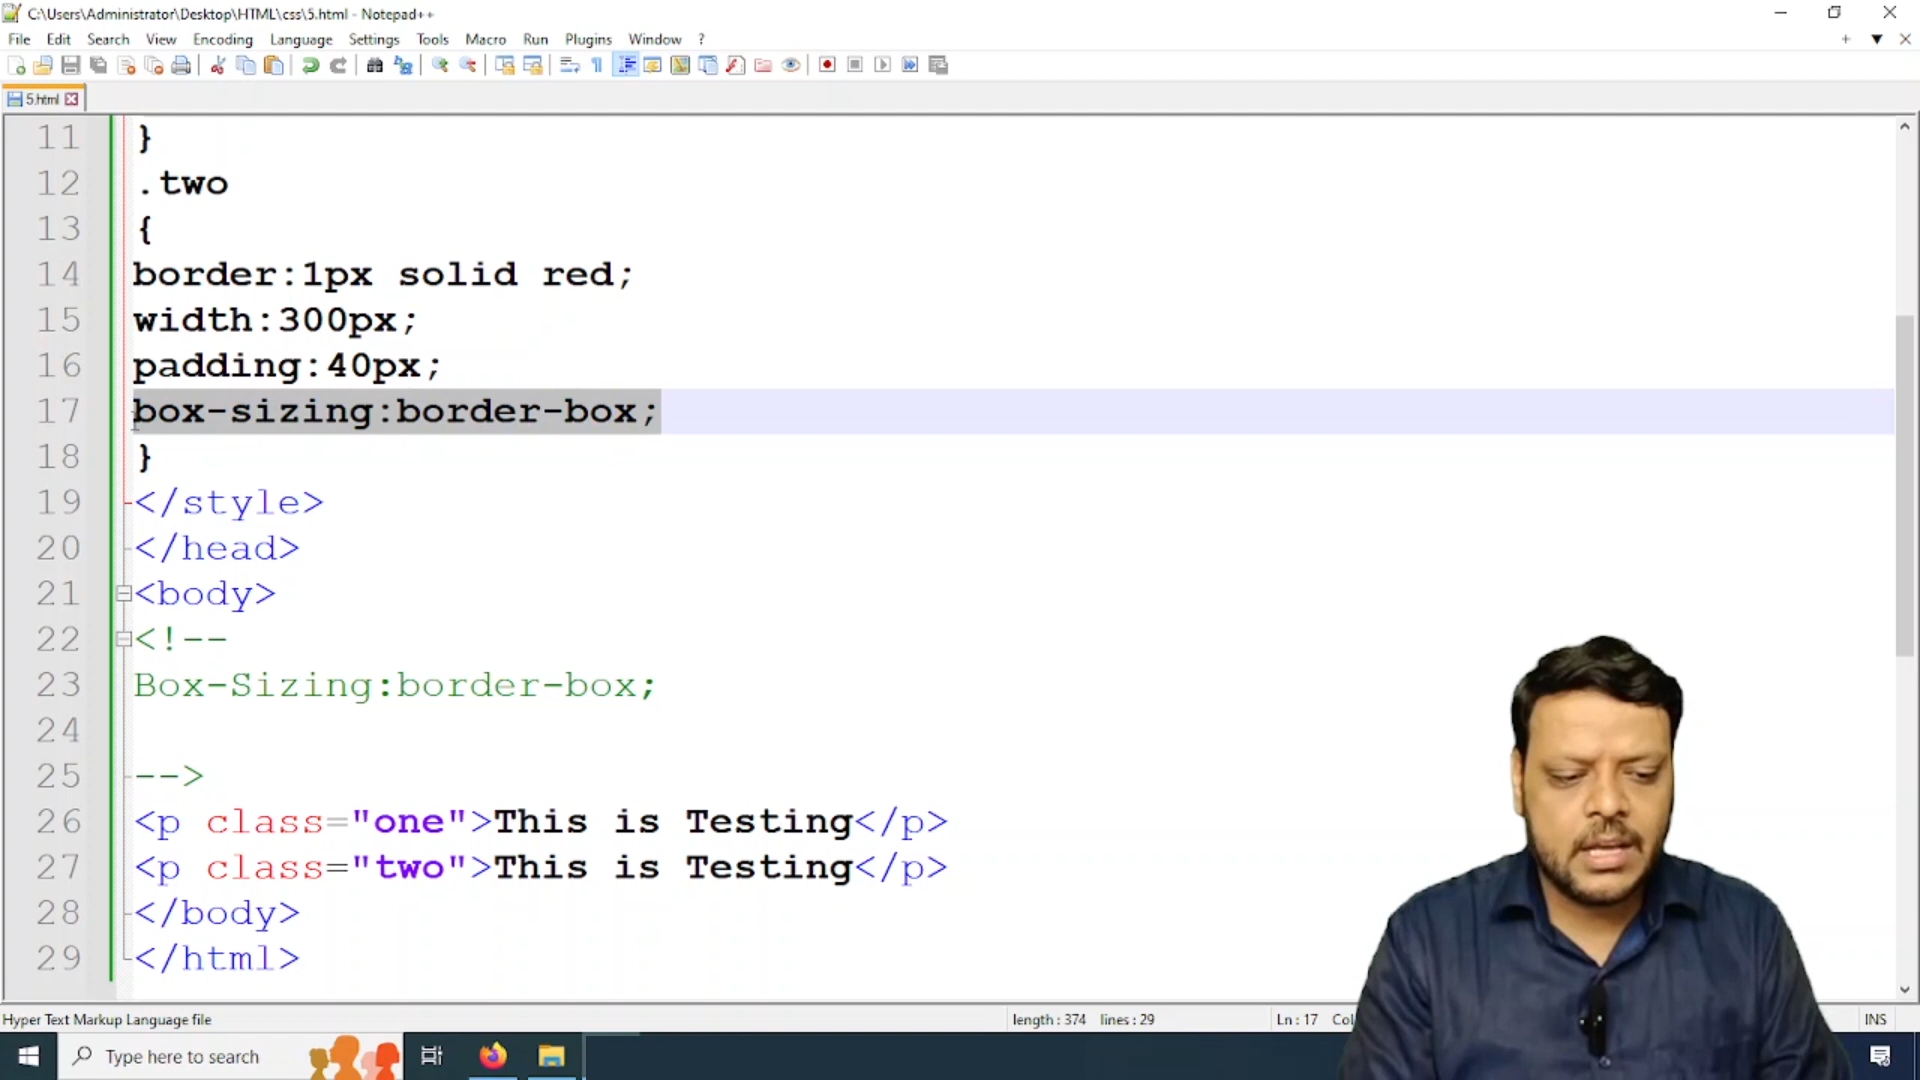 C:\Users\Administrator\Desktop\HTML\css\5.html - Notepad++
File Edit Search View Encoding Language Settings Tools Macro Run Plugins Window ?
5.html
11 }
12 .two
13 {
14 border:1px solid red;
15 width:300px;
16 padding:40px;
17 box-sizing:border-box;
18 }
19 </style>
20 </head>
21 <body>
22 <!--
23 Box-Sizing:border-box;
24
25 -->
26 <p class="one">This is Testing</p>
27 <p class="two">This is Testing</p>
28 </body>
29 </html>
Hyper Text Markup Language file length : 374 lines : 29 Ln : 17 Col INS
Type here to search